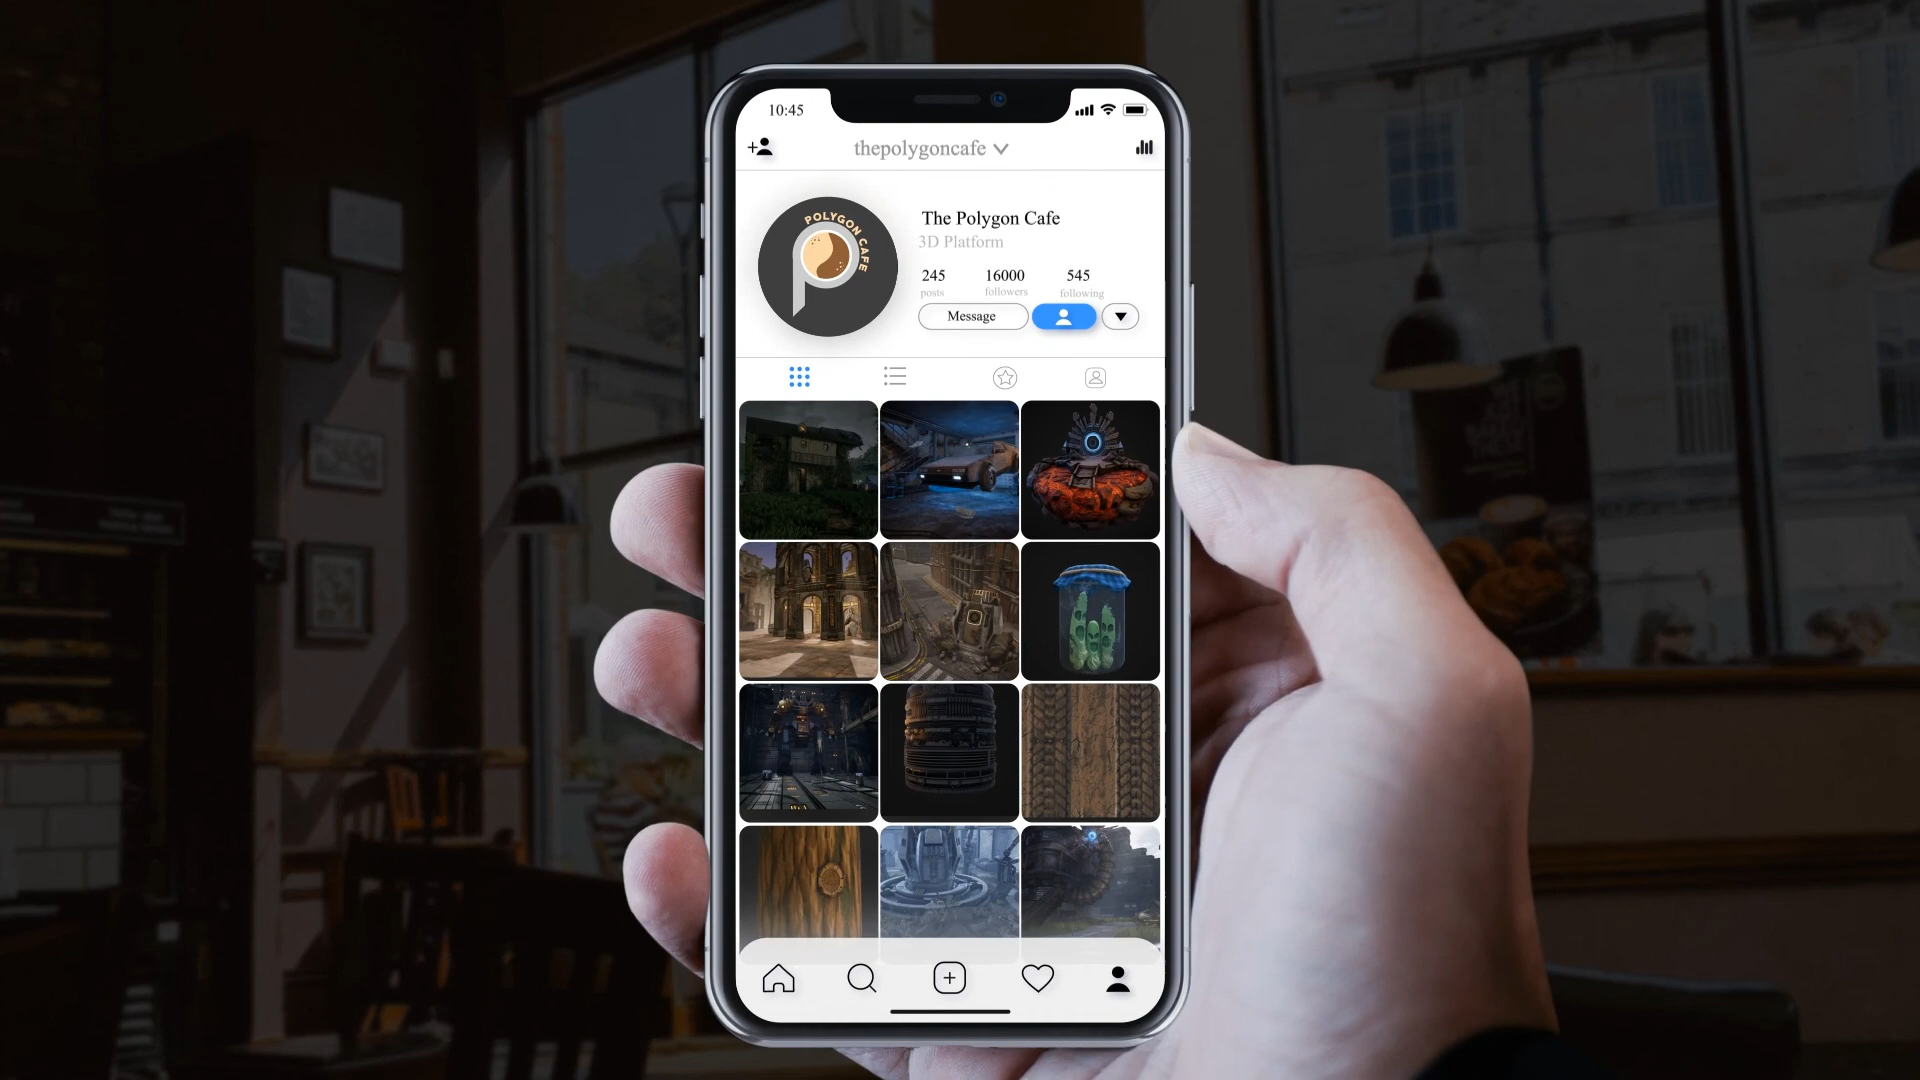 10:45
thepolygoncafe
POLYGON CAFE
The Polygon Cafe
3D Platform
245 16000 545
posts followers following
Message